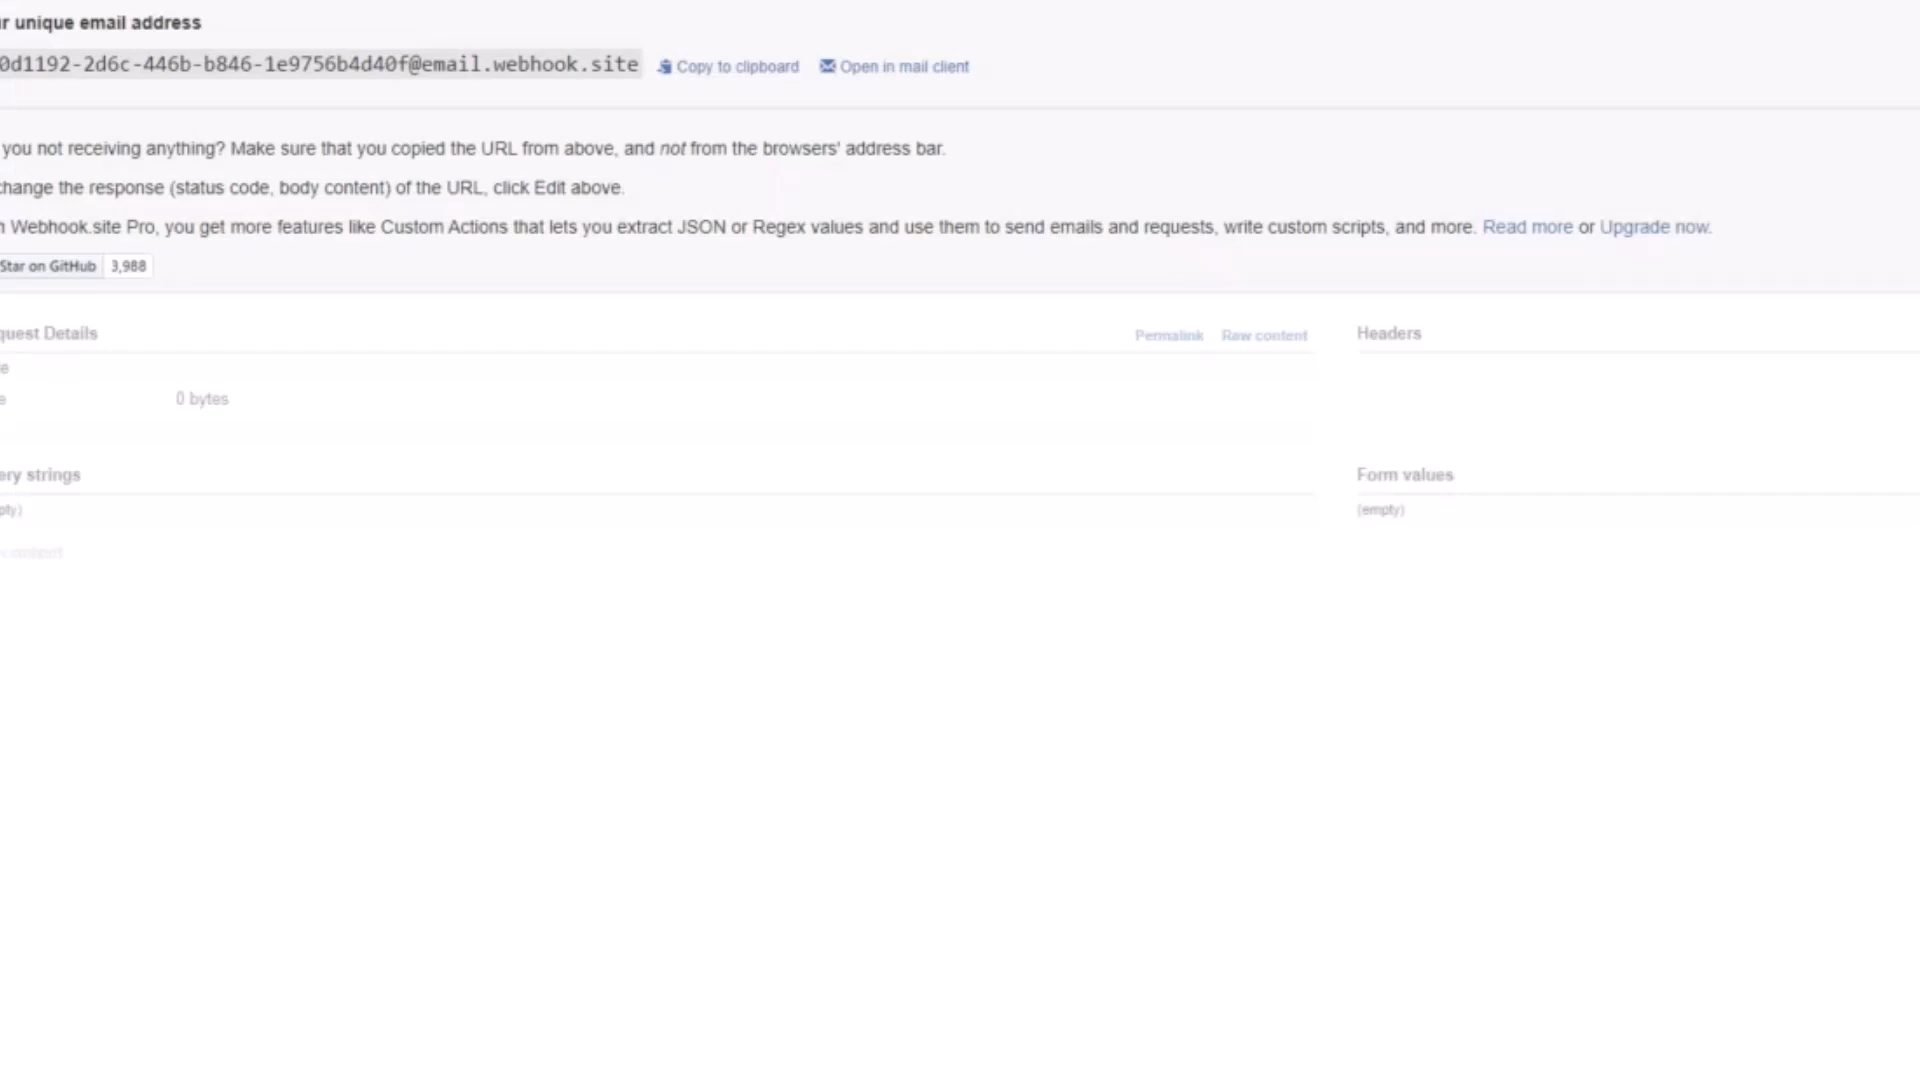 r unique email address
0d1192-2d6c-446b-b846-1e9756b4d40f@email.webhook.site Copy to clipboard Open in mail client
you not receiving anything? Make sure that you copied the URL from above, and not from the browsers' address bar.
change the response (status code, body content) of the URL, click Edit above.
h Webhook.site Pro, you get more features like Custom Actions that lets you extract JSON or Regex values and use them to send emails and requests, write custom scripts, and more. Read more or Upgrade now.
Star on GitHub 3,988
quest Details Permalink Raw content Headers
e
e 0 bytes
ery strings Form values
pty) (empty)
content